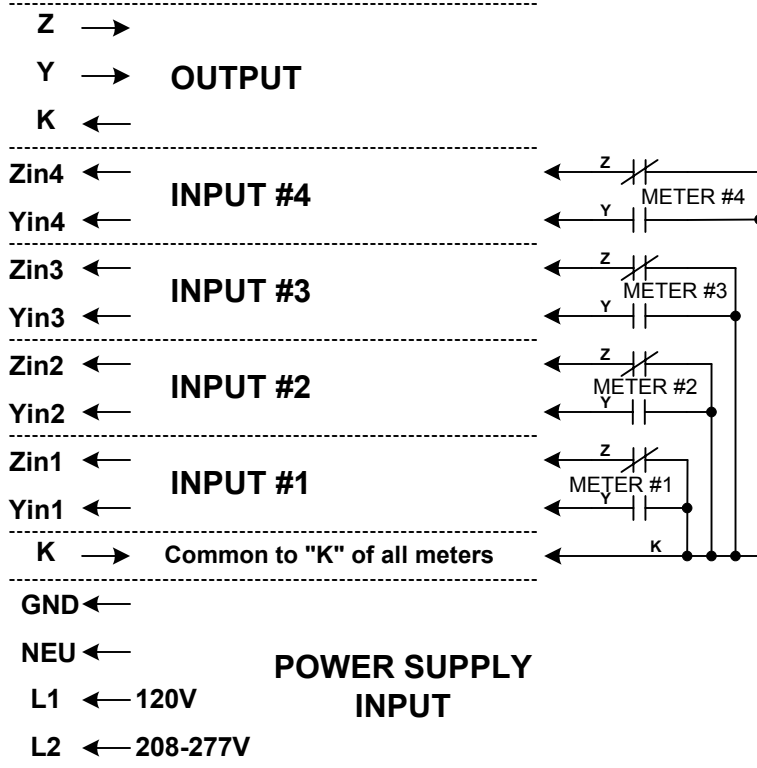 Z
Y
OUTPUT
K
Zin4
INPUT #4
Yin4
Z
METER #4
Y
Zin3
INPUT #3
Yin3
Z
METER #3
Y
Zin2
INPUT #2
Yin2
Z
METER #2
Y
Zin1
INPUT #1
Yin1
Z
METER #1
Y
K
Common to "K" of all meters
K
GND
NEU
POWER SUPPLY
INPUT
L1
120V
L2
208-277V